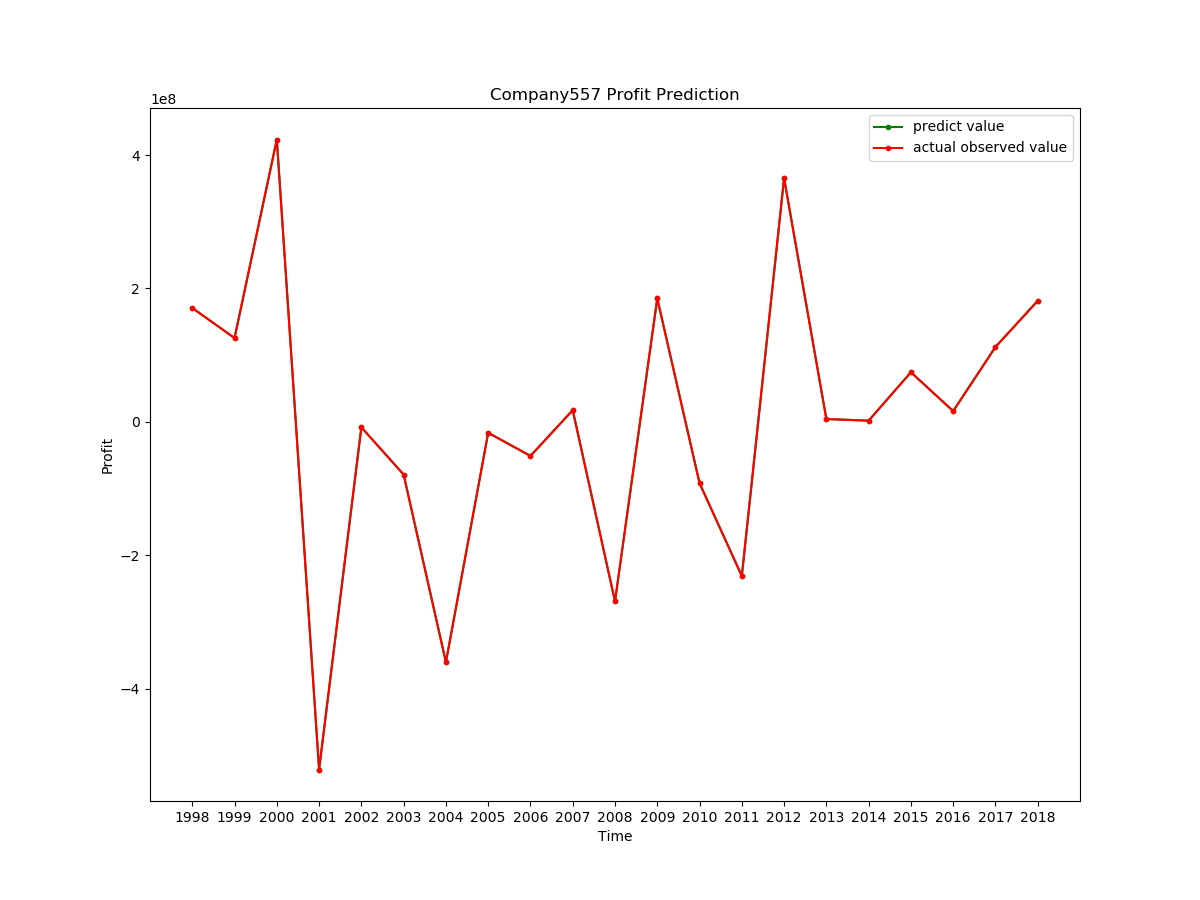 Company557 Profit Prediction
1e8
predict value
actual observed value
4
2
0
−2
−4
Profit
1998 1999 2000 2001 2002 2003 2004 2005 2006 2007 2008 2009 2010 2011 2012 2013 2014 2015 2016 2017 2018
Time